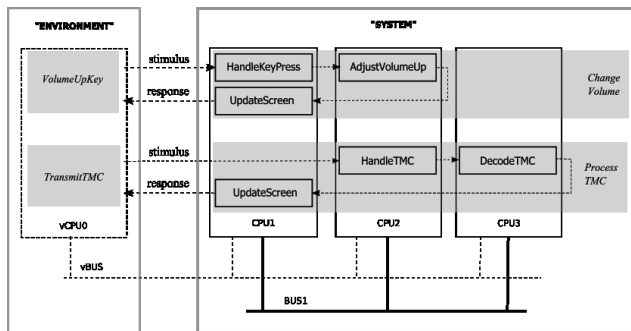 "ENVIRONMENT"
"SYSTEM"
stimulus
VolumeUpKey
HandleKeyPress
AdjustVolumeUp
Change
Volume
response
UpdateScreen
stimulus
HandleTMC
DecodeTMC
Process
TMC
TransmitTMC
response
UpdateScreen
vCPU0
CPU1
CPU2
CPU3
vBUS
BUS1